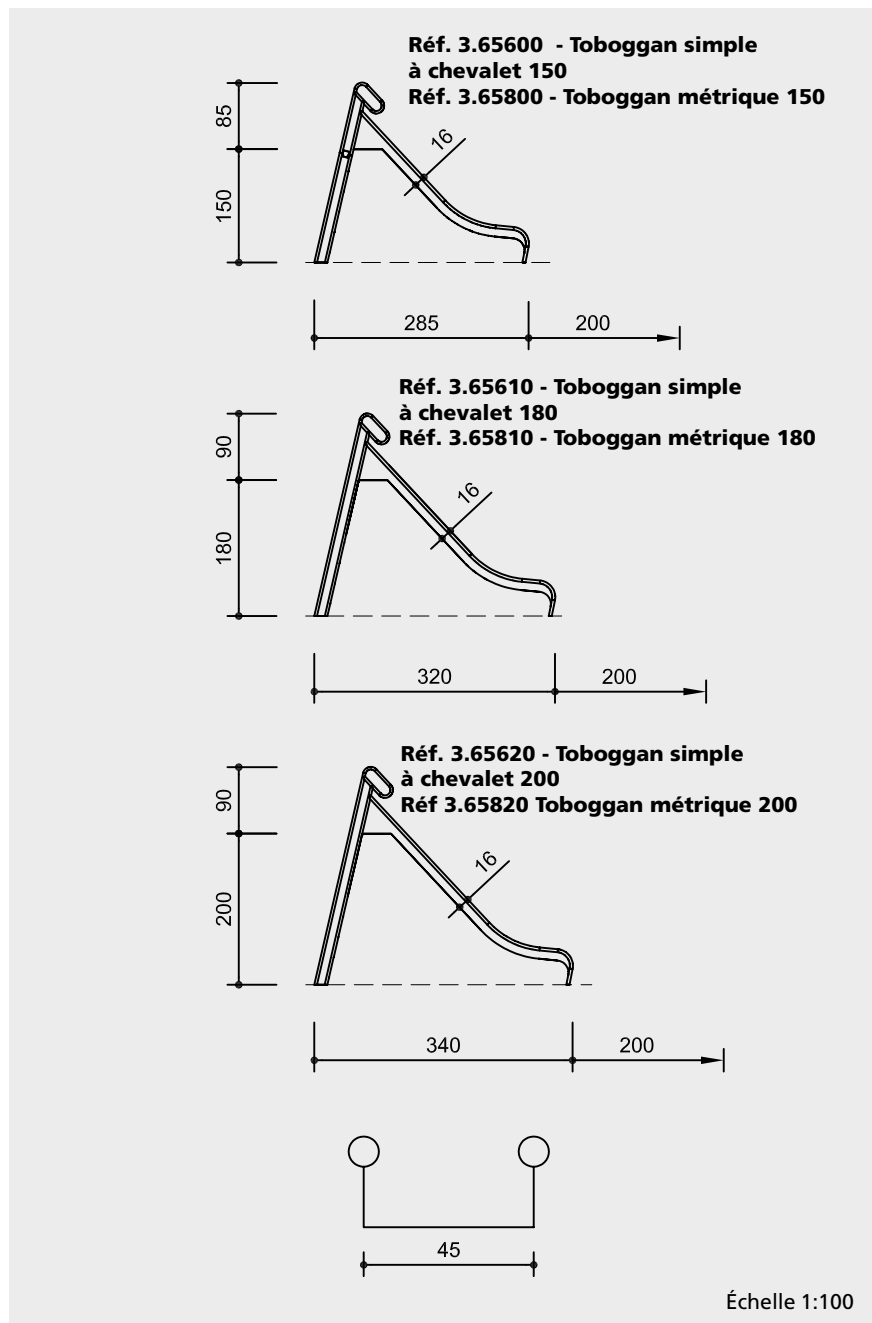 Réf. 3.65600 - Toboggan simple
à chevalet 150
Réf. 3.65800 - Toboggan métrique 150
85
150
16
285
200
Réf. 3.65610 - Toboggan simple
à chevalet 180
Réf. 3.65810 - Toboggan métrique 180
90
180
16
320
200
Réf. 3.65620 - Toboggan simple
à chevalet 200
Réf 3.65820 Toboggan métrique 200
90
200
16
340
200
45
Échelle 1:100